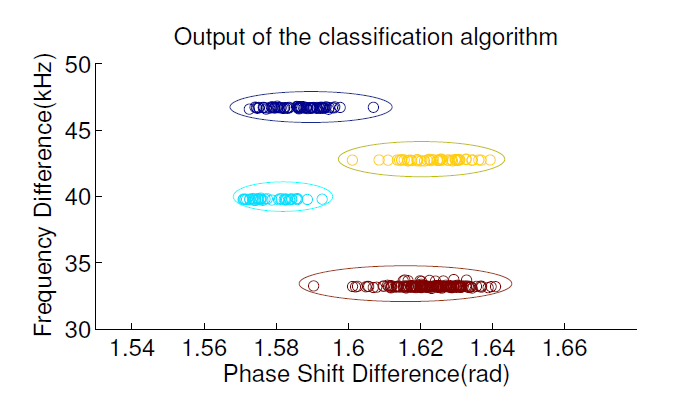 Output of the classification algorithm
Frequency Difference(kHz)
50
45
40
35
30
1.54 1.56 1.58 1.6 1.62 1.64 1.66
Phase Shift Difference(rad)